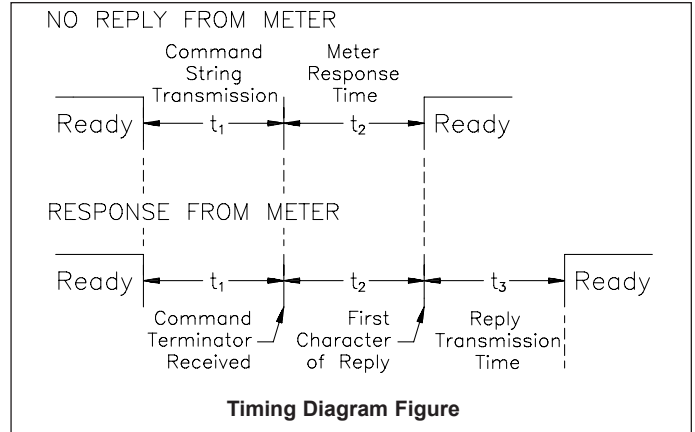 NO REPLY FROM METER
Command
String
Transmission
Meter
Response
Time
Ready
t₁
t₂
Ready
RESPONSE FROM METER
Ready
t₁
t₂
t₃
Ready
Command
Terminator
Received
First
Character
of Reply
Reply
Transmission
Time
Timing Diagram Figure